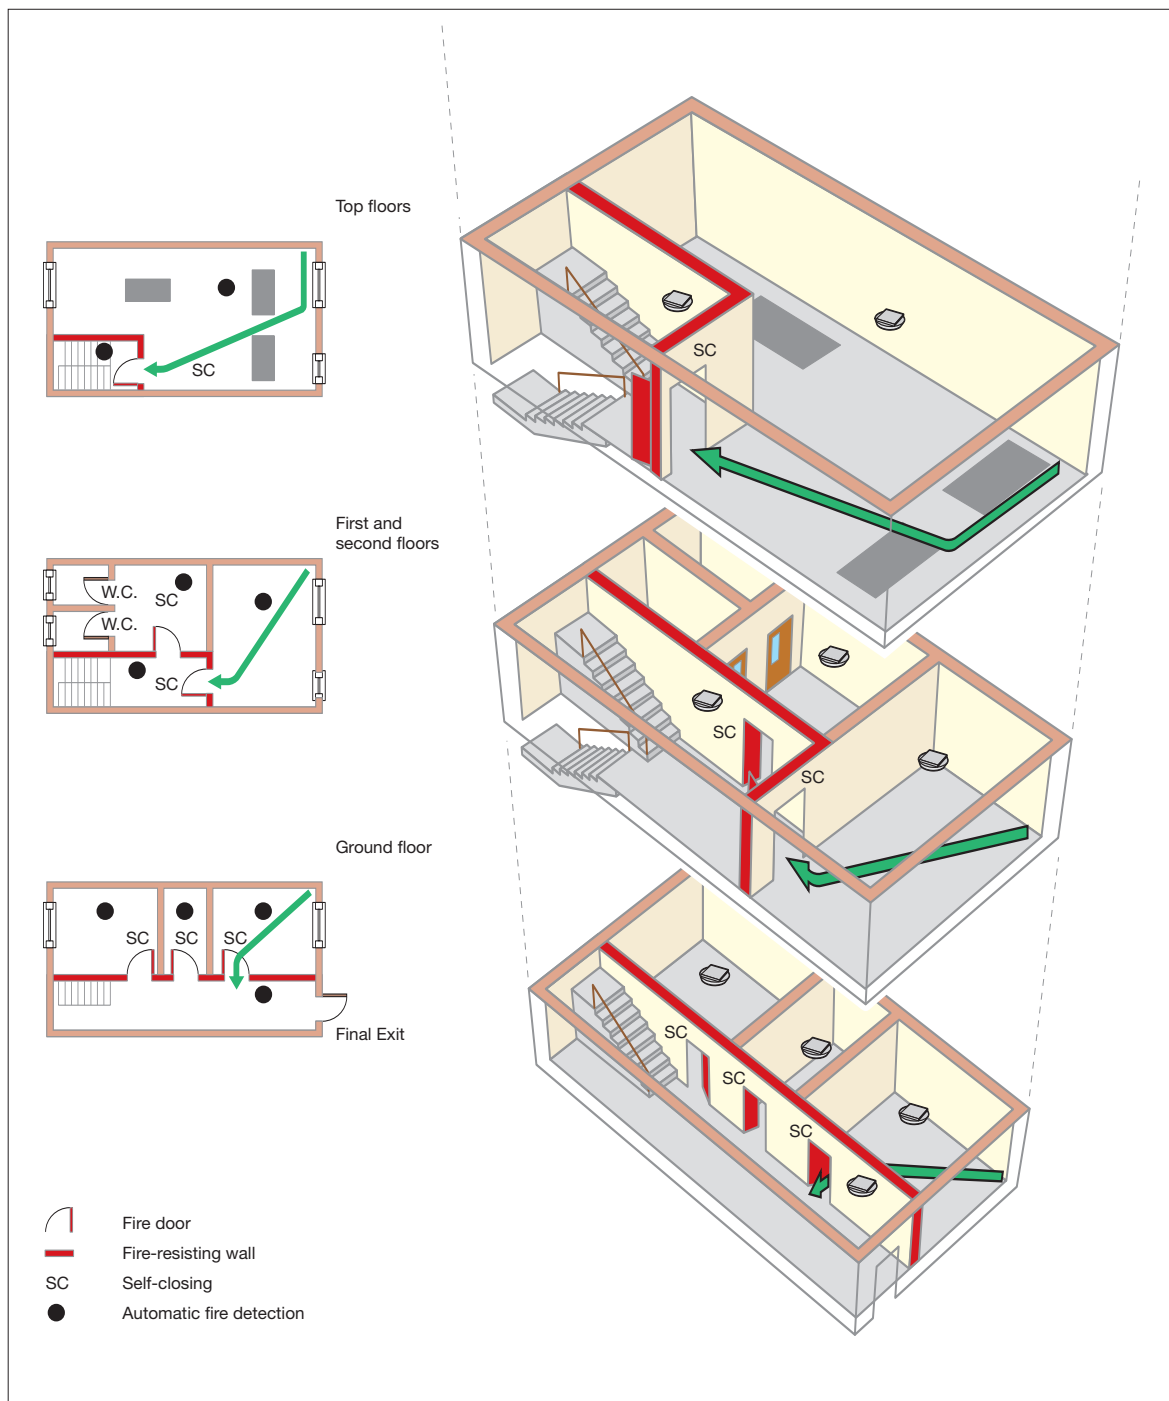 Top floors
SC
SC
First and
second floors
W.C.
SC
W.C.
SC
SC
SC
Ground floor
SC
SC
SC
Final Exit
SC
SC
SC
Fire door
Fire-resisting wall
SC
Self-closing
Automatic fire detection